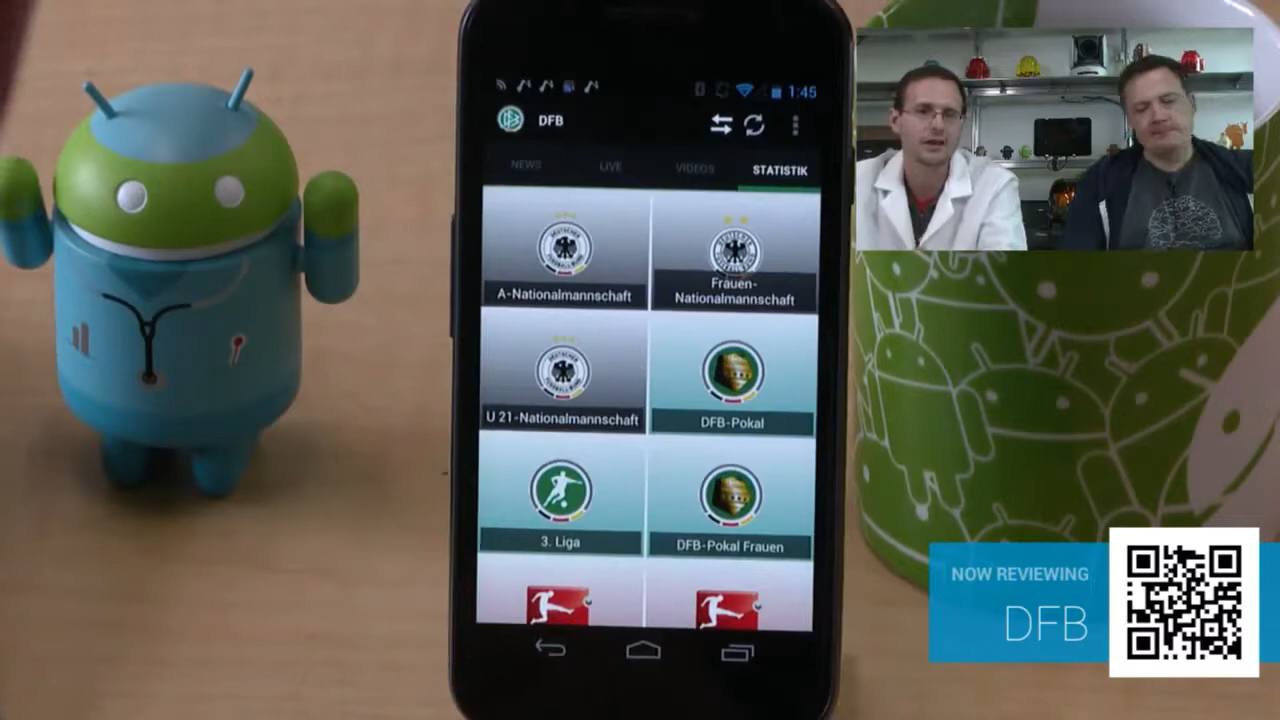 1:45
DFB
NEWS
LIVE
VIDEOS
STATISTIK
A-Nationalmannschaft
Frauen-
Nationalmannschaft
U 21-Nationalmannschaft
DFB-Pokal
3. Liga
DFB-Pokal Frauen
NOW REVIEWING
DFB